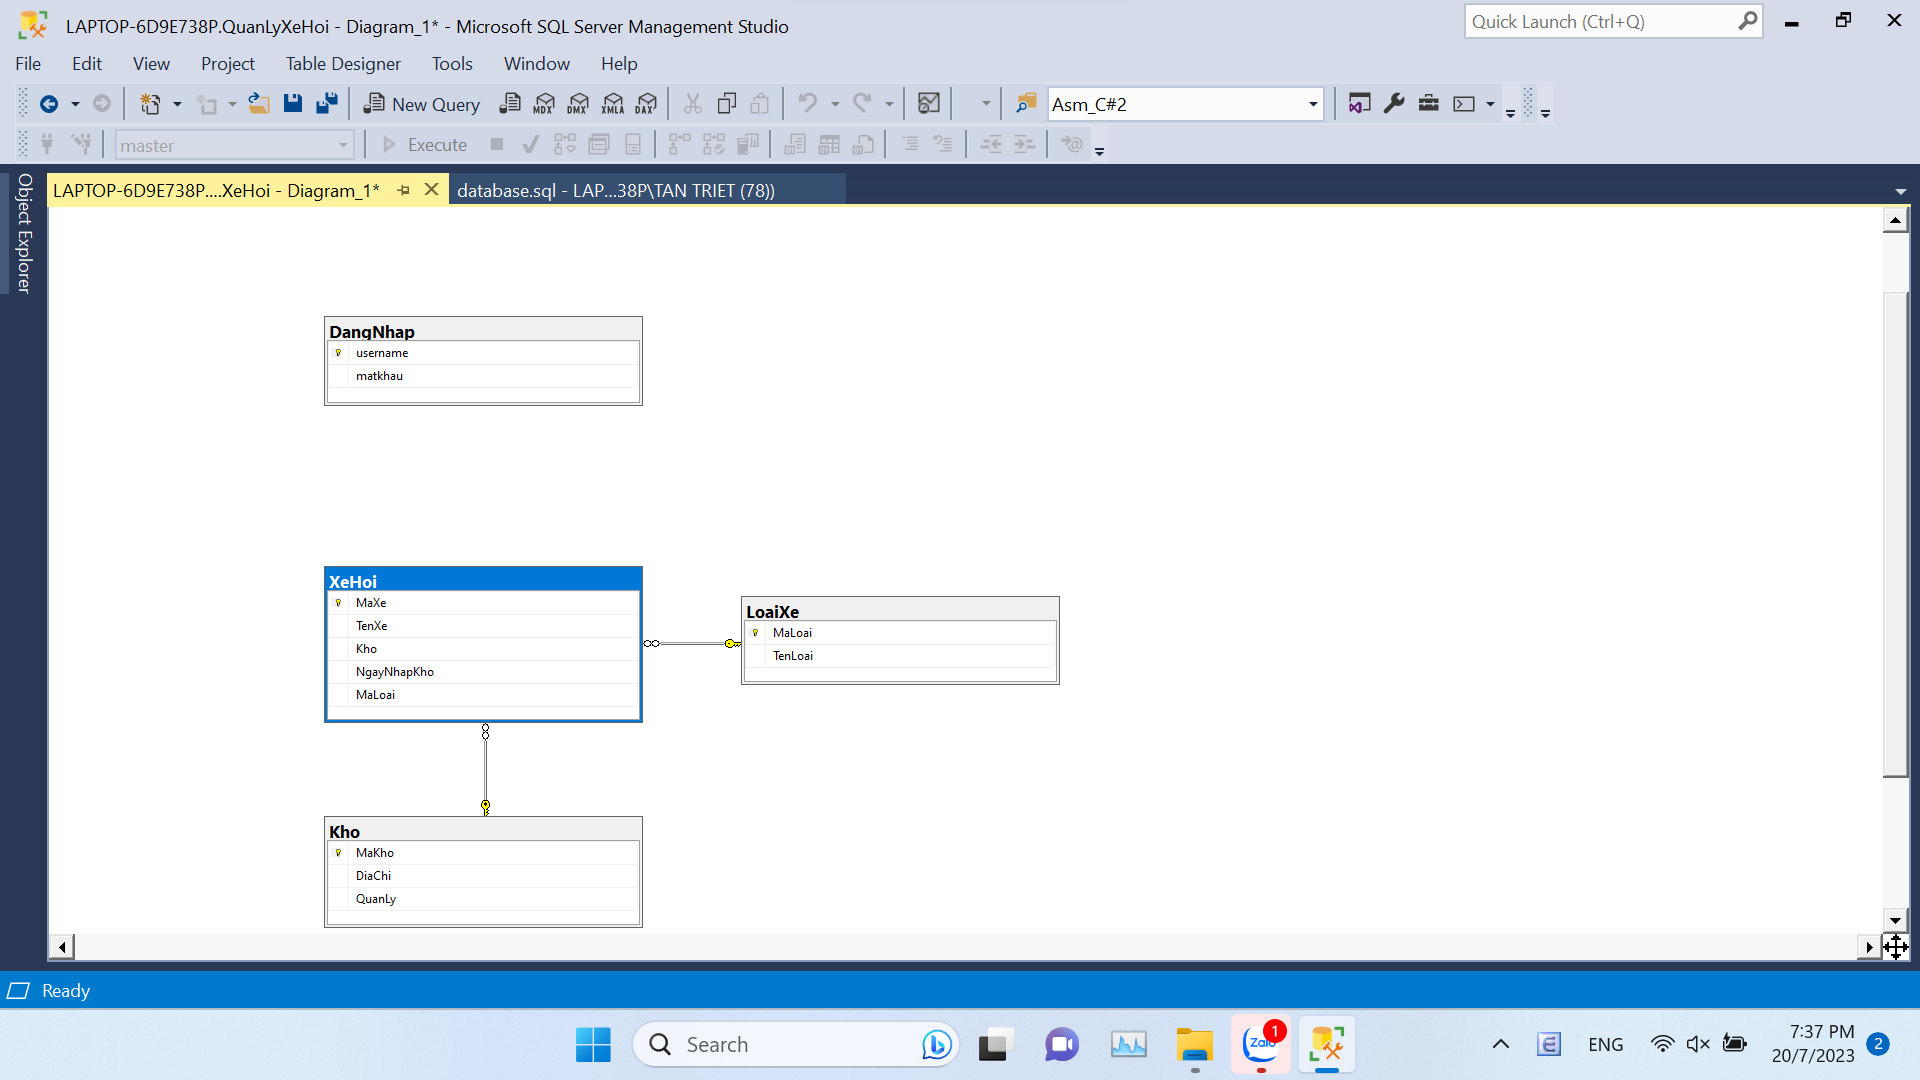 LAPTOP-6D9E738P.QuanLyXeHoi - Diagram_1* - Microsoft SQL Server Management Studio
Quick Launch (Ctrl+Q)
File Edit View Project Table Designer Tools Window Help
New Query
MDX DMX XMLA DAX
Asm_C#2
master
Execute
LAPTOP-6D9E738P....XeHoi - Diagram_1*
database.sql - LAP...38P\TAN TRIET (78))
Object Explorer
DangNhap
username
matkhau
XeHoi
MaXe
TenXe
Kho
NgayNhapKho
MaLoai
LoaiXe
MaLoai
TenLoai
Kho
MaKho
DiaChi
QuanLy
Ready
Search
Zalo
1
ENG
7:37 PM
20/7/2023
2